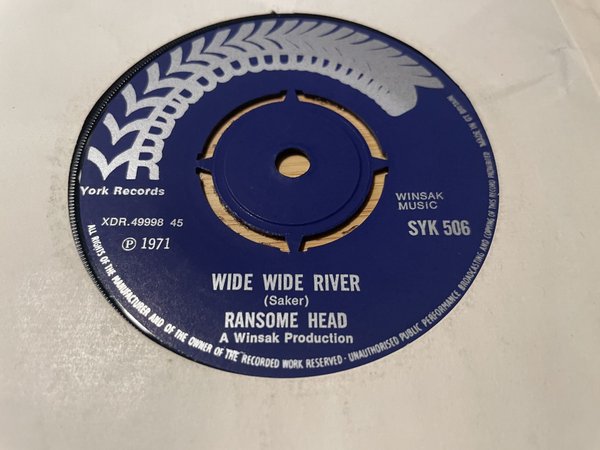 YR
York Records
XDR.49998 45
℗ 1971
WINSAK
MUSIC
SYK 506
WIDE WIDE RIVER
(Saker)
RANSOME HEAD
A Winsak Production
ALL RIGHTS OF THE MANUFACTURER AND OF THE OWNER OF THE RECORDED WORK RESERVED - UNAUTHORISED PUBLIC PERFORMANCE BROADCASTING AND COPYING OF THIS RECORD PROHIBITED MADE IN GT BRITAIN